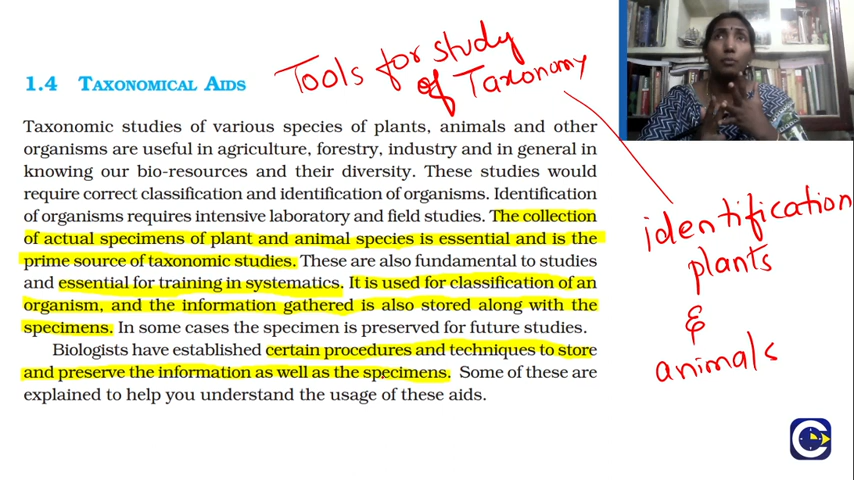 Tools for study
of Taxonomy
1.4 TAXONOMICAL AIDS
Taxonomic studies of various species of plants, animals and other
organisms are useful in agriculture, forestry, industry and in general in
knowing our bio-resources and their diversity. These studies would
require correct classification and identification of organisms. Identification
of organisms requires intensive laboratory and field studies. The collection
of actual specimens of plant and animal species is essential and is the
prime source of taxonomic studies. These are also fundamental to studies
and essential for training in systematics. It is used for classification of an
organism, and the information gathered is also stored along with the
specimens. In some cases the specimen is preserved for future studies.
Biologists have established certain procedures and techniques to store
and preserve the information as well as the specimens. Some of these are
explained to help you understand the usage of these aids.
identification
plants
&
animals